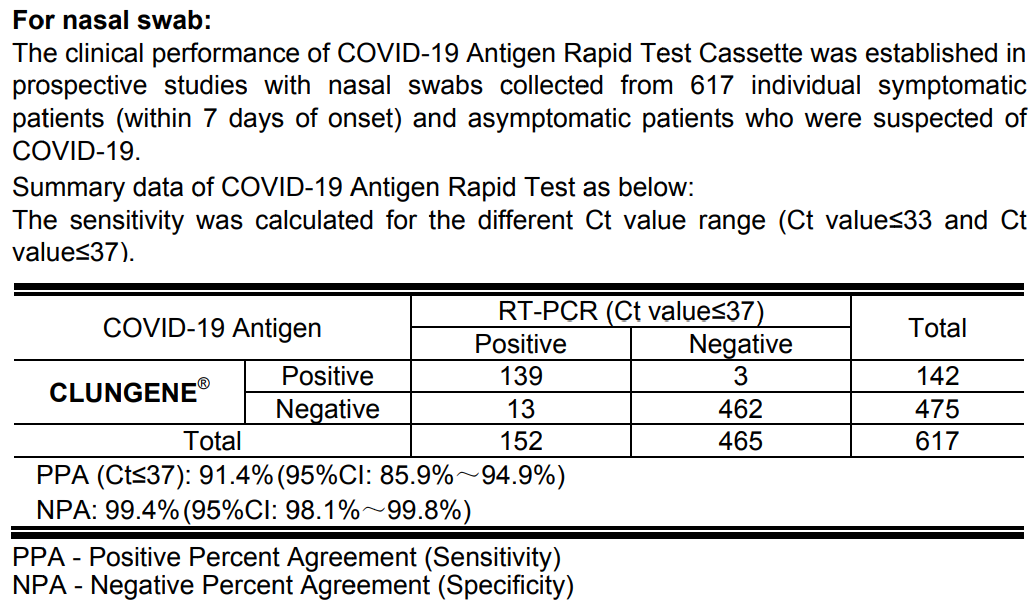 For nasal swab:
The clinical performance of COVID-19 Antigen Rapid Test Cassette was established in
prospective studies with nasal swabs collected from 617 individual symptomatic
patients (within 7 days of onset) and asymptomatic patients who were suspected of
COVID-19.
Summary data of COVID-19 Antigen Rapid Test as below:
The sensitivity was calculated for the different Ct value range (Ct value≤33 and Ct
value≤37).
COVID-19 Antigen RT-PCR (Ct value≤37) Total
Positive Negative
CLUNGENE® Positive 139 3 142
Negative 13 462 475
Total 152 465 617
PPA (Ct≤37): 91.4%(95%CI: 85.9%～94.9%)
NPA: 99.4%(95%CI: 98.1%～99.8%)
PPA - Positive Percent Agreement (Sensitivity)
NPA - Negative Percent Agreement (Specificity)